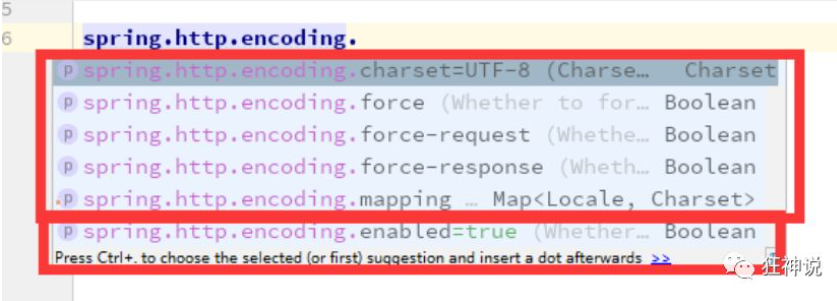 5
6 spring.http.encoding.
p spring.http.encoding.charset=UTF-8 (Charse… Charset
p spring.http.encoding.force (Whether to for… Boolean
p spring.http.encoding.force-request (Whethe… Boolean
p spring.http.encoding.force-response (Wheth… Boolean
p spring.http.encoding.mapping … Map<Locale, Charset>
p spring.http.encoding.enabled=true (Whether… Boolean
Press Ctrl+. to choose the selected (or first) suggestion and insert a dot afterwards >>
狂神说